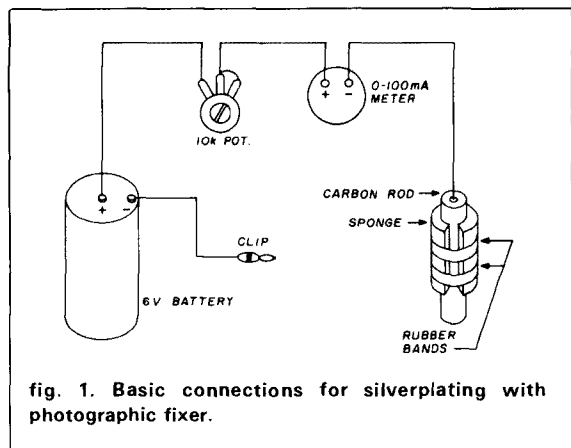 10K POT.
+ -
0-100mA
METER
CARBON ROD
SPONGE
+ -
CLIP
6V BATTERY
RUBBER
BANDS
fig. 1. Basic connections for silverplating with
photographic fixer.